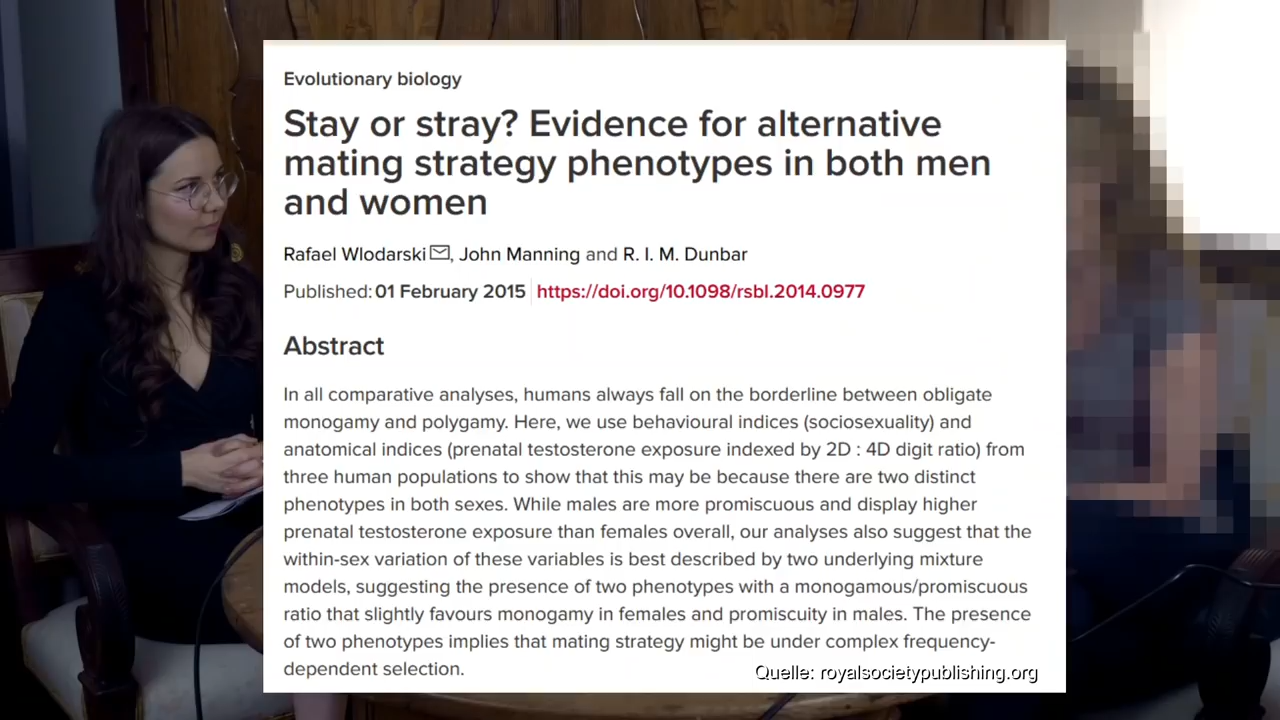 Evolutionary biology
Stay or stray? Evidence for alternative
mating strategy phenotypes in both men
and women
Rafael Wlodarski, John Manning and R. I. M. Dunbar
Published: 01 February 2015 https://doi.org/10.1098/rsbl.2014.0977
Abstract
In all comparative analyses, humans always fall on the borderline between obligate
monogamy and polygamy. Here, we use behavioural indices (sociosexuality) and
anatomical indices (prenatal testosterone exposure indexed by 2D : 4D digit ratio) from
three human populations to show that this may be because there are two distinct
phenotypes in both sexes. While males are more promiscuous and display higher
prenatal testosterone exposure than females overall, our analyses also suggest that the
within-sex variation of these variables is best described by two underlying mixture
models, suggesting the presence of two phenotypes with a monogamous/promiscuous
ratio that slightly favours monogamy in females and promiscuity in males. The presence
of two phenotypes implies that mating strategy might be under complex frequency-
dependent selection.
Quelle: royalsocietypublishing.org